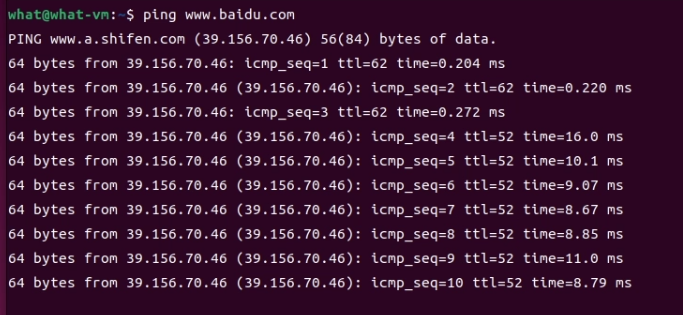 what@what-vm:~$ ping www.baidu.com
PING www.a.shifen.com (39.156.70.46) 56(84) bytes of data.
64 bytes from 39.156.70.46: icmp_seq=1 ttl=62 time=0.204 ms
64 bytes from 39.156.70.46 (39.156.70.46): icmp_seq=2 ttl=62 time=0.220 ms
64 bytes from 39.156.70.46: icmp_seq=3 ttl=62 time=0.272 ms
64 bytes from 39.156.70.46 (39.156.70.46): icmp_seq=4 ttl=52 time=16.0 ms
64 bytes from 39.156.70.46 (39.156.70.46): icmp_seq=5 ttl=52 time=10.1 ms
64 bytes from 39.156.70.46 (39.156.70.46): icmp_seq=6 ttl=52 time=9.07 ms
64 bytes from 39.156.70.46 (39.156.70.46): icmp_seq=7 ttl=52 time=8.67 ms
64 bytes from 39.156.70.46 (39.156.70.46): icmp_seq=8 ttl=52 time=8.85 ms
64 bytes from 39.156.70.46 (39.156.70.46): icmp_seq=9 ttl=52 time=11.0 ms
64 bytes from 39.156.70.46 (39.156.70.46): icmp_seq=10 ttl=52 time=8.79 ms